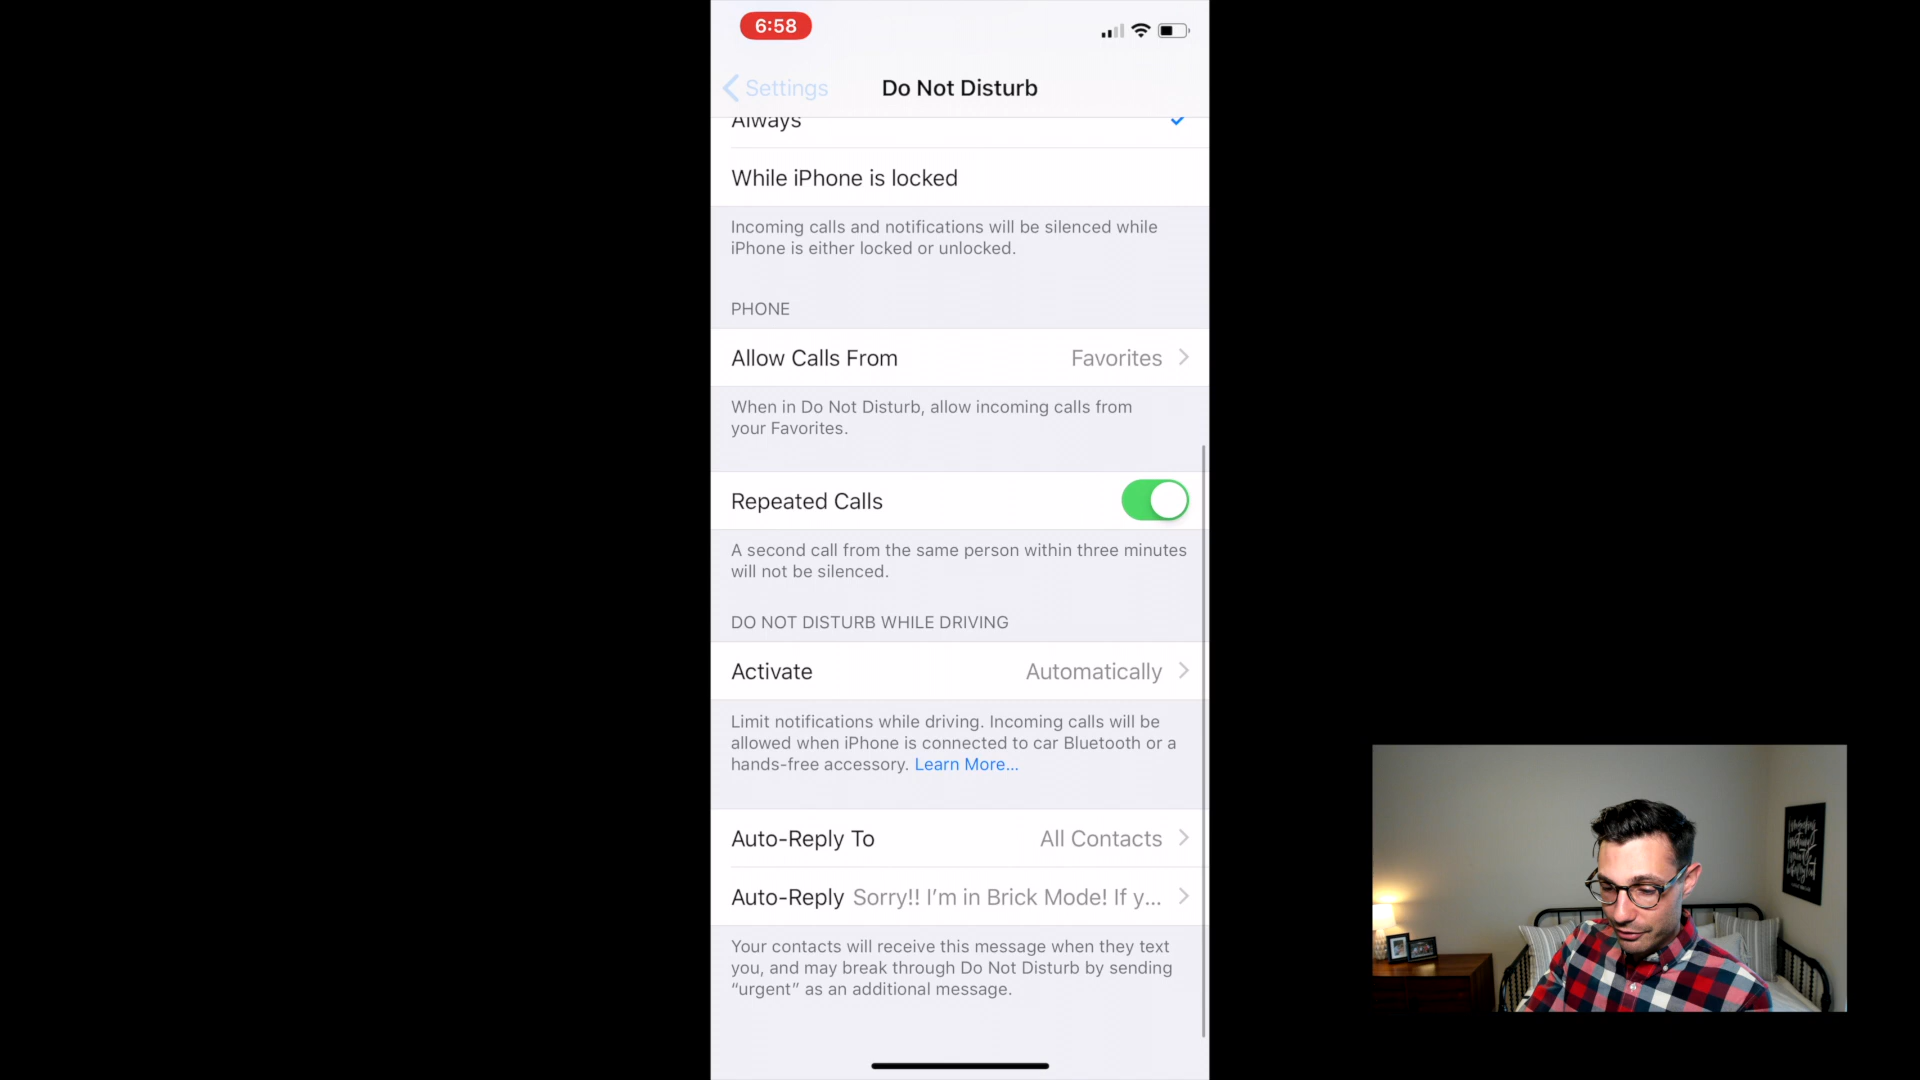 6:58
Settings
Do Not Disturb
Always
While iPhone is locked
Incoming calls and notifications will be silenced while
iPhone is either locked or unlocked.
PHONE
Allow Calls From Favorites
When in Do Not Disturb, allow incoming calls from
your Favorites.
Repeated Calls
A second call from the same person within three minutes
will not be silenced.
DO NOT DISTURB WHILE DRIVING
Activate Automatically
Limit notifications while driving. Incoming calls will be
allowed when iPhone is connected to car Bluetooth or a
hands-free accessory. Learn More...
Auto-Reply To All Contacts
Auto-Reply Sorry!! I'm in Brick Mode! If y...
Your contacts will receive this message when they text
you, and may break through Do Not Disturb by sending
“urgent” as an additional message.